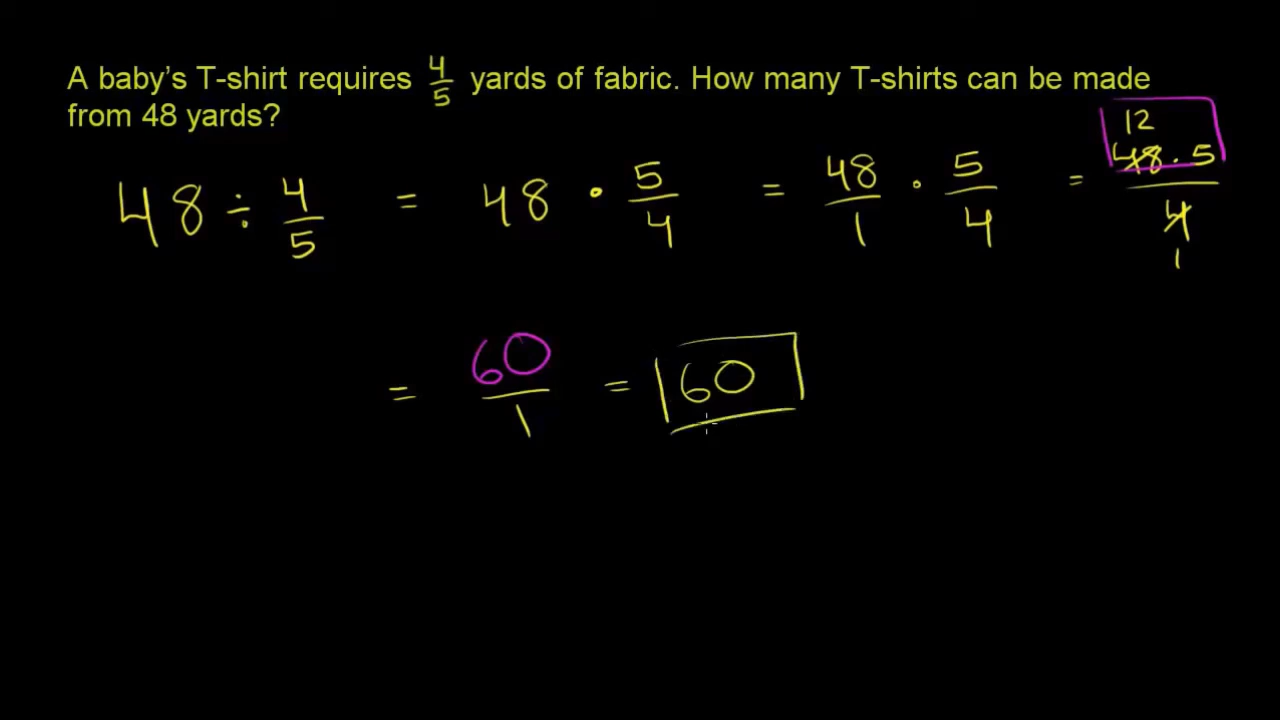 A baby's T-shirt requires 4/5 yards of fabric. How many T-shirts can be made
from 48 yards?
48 ÷ 4/5 = 48 · 5/4 = 48/1 · 5/4 = 12 48 · 5 / 4 1
= 60/1 = 60